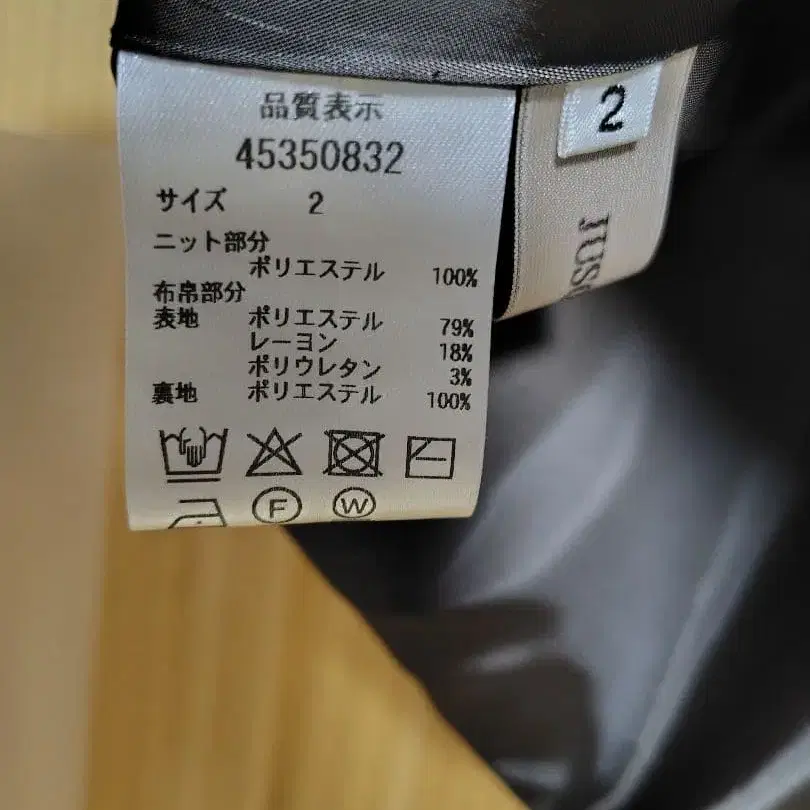 品質表示
45350832
サイズ 2
ニット部分
ポリエステル 100%
布帛部分
表地 ポリエステル 79%
レーヨン 18%
ポリウレタン 3%
裏地 ポリエステル 100%
F W
2